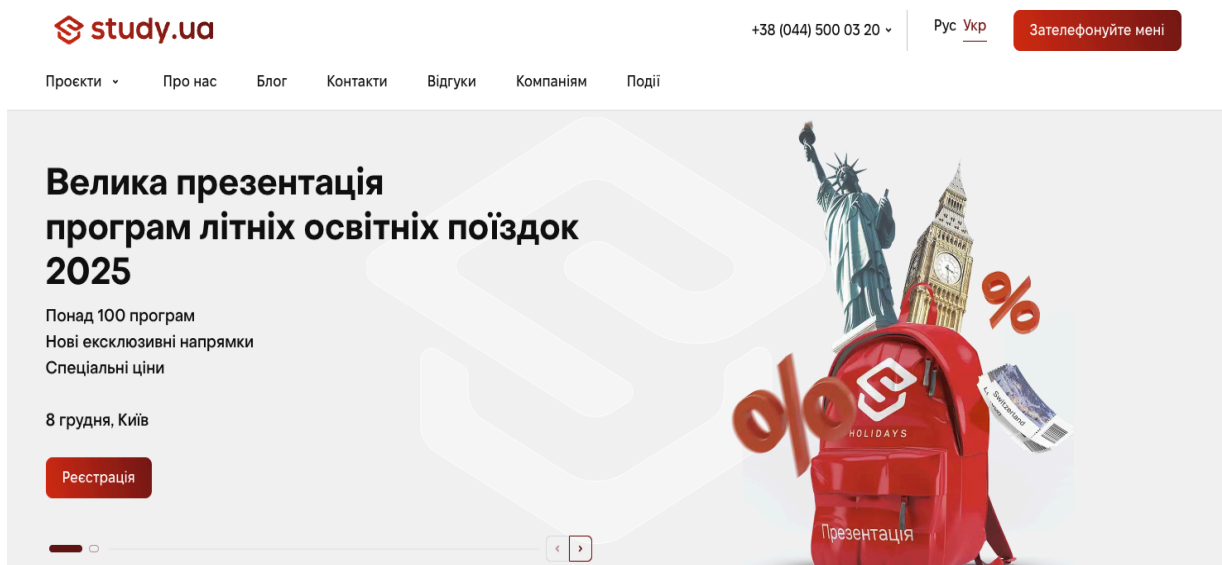 study.ua
+38 (044) 500 03 20
Рус Укр
Зателефонуйте мені
Проєкти
Про нас
Блог
Контакти
Відгуки
Компаніям
Події
Велика презентація
програм літніх освітніх поїздок
2025
Понад 100 програм
Нові ексклюзивні напрямки
Спеціальні ціни
8 грудня, Київ
Реєстрація
%
%
Switzerland
HOLIDAYS
Презентація